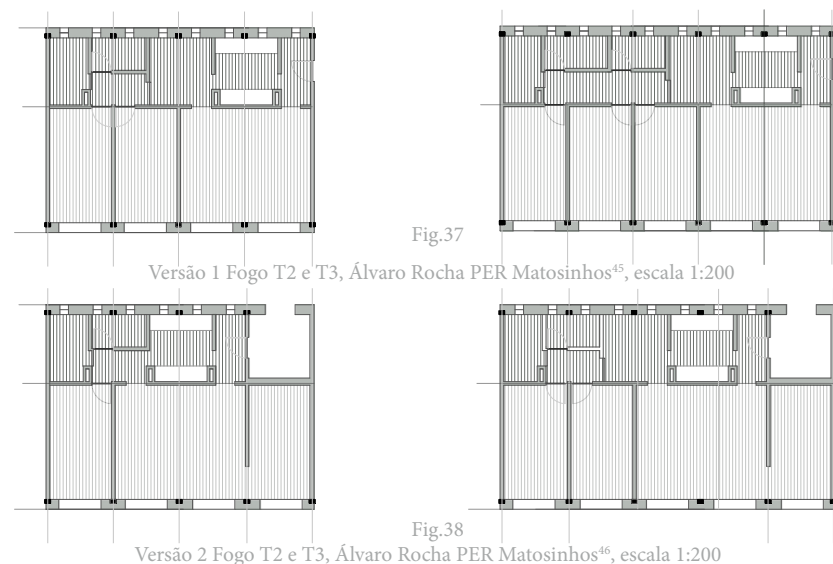 Fig.37
Versão 1 Fogo T2 e T3, Álvaro Rocha PER Matosinhos⁴⁵, escala 1:200
Fig.38
Versão 2 Fogo T2 e T3, Álvaro Rocha PER Matosinhos⁴⁶, escala 1:200